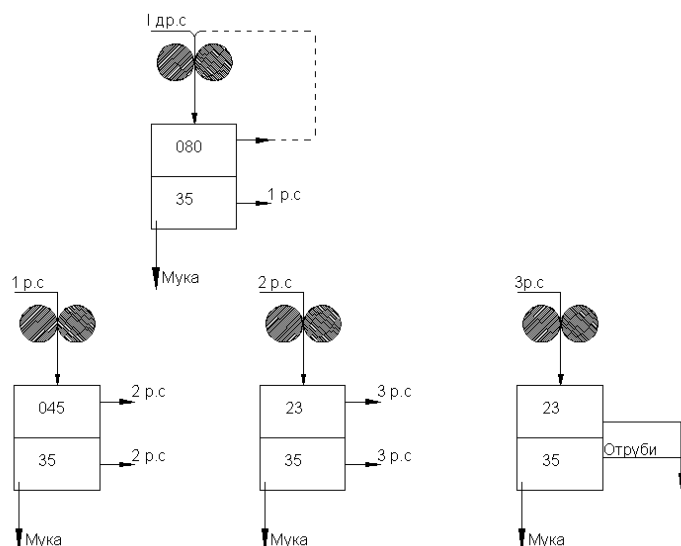 I др.с
080
35
1 р.с
Мука
1 р.с
2 р.с
3р.с
045
2 р.с
23
3 р.с
23
35
2 р.с
35
3 р.с
35
Отруби
Мука
Мука
Мука